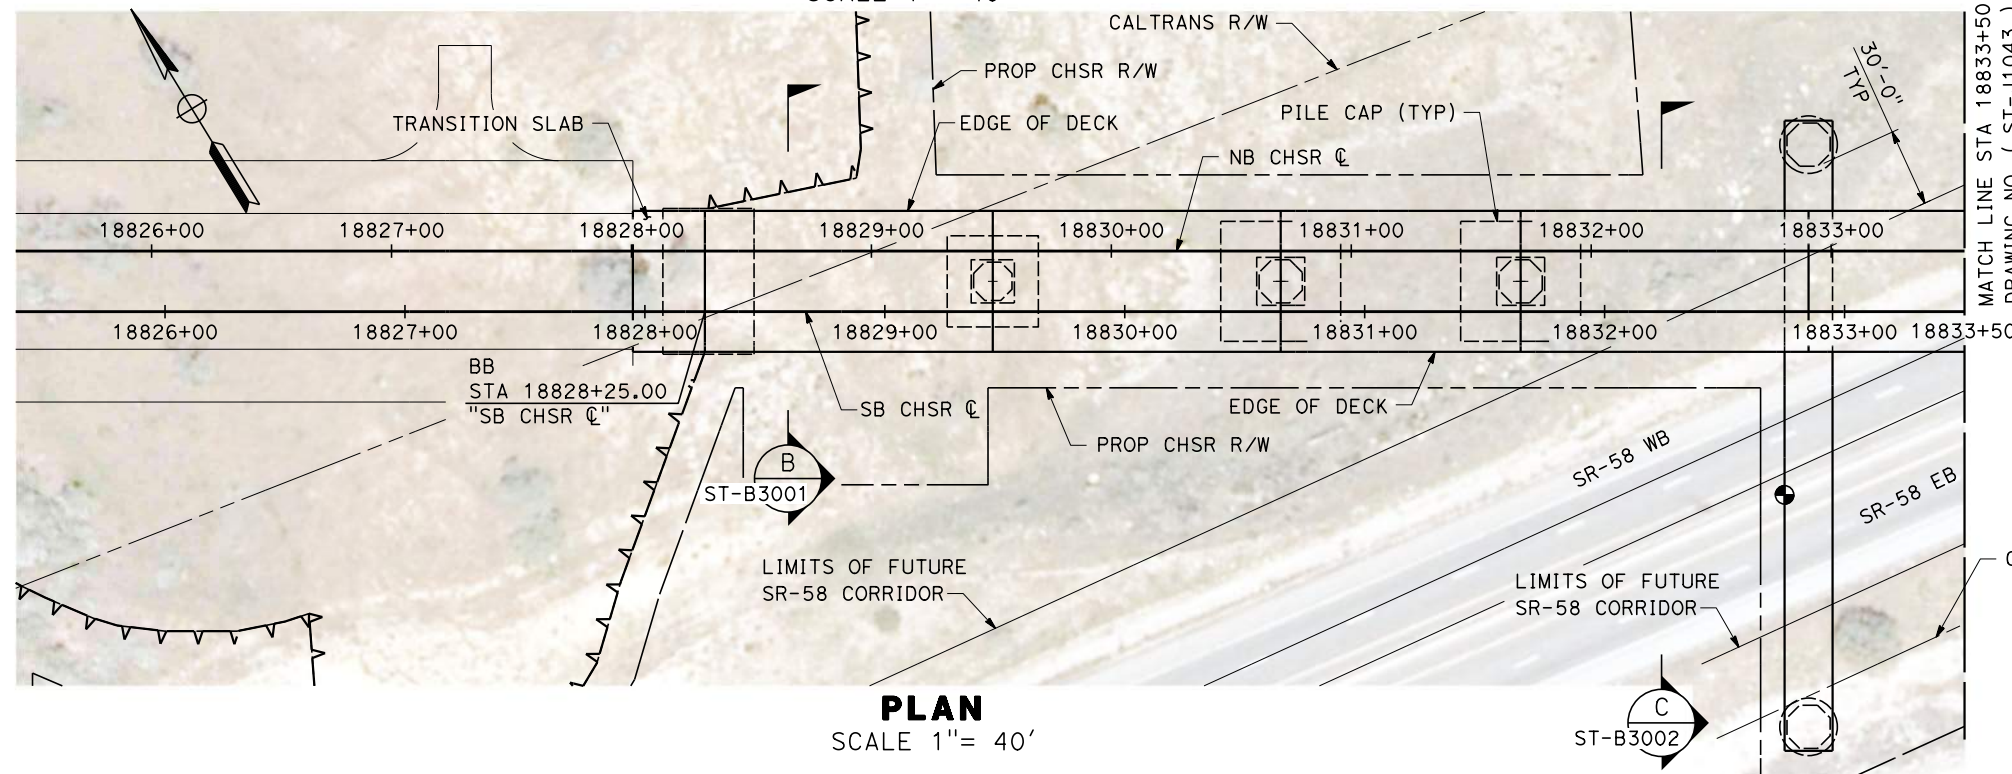 CALTRANS R/W
PROP CHSR R/W
TRANSITION SLAB
EDGE OF DECK
PILE CAP (TYP)
NB CHSR ℄
30'-0"
TYP
MATCH LINE STA 18833+50
18826+00 18827+00 18828+00 18829+00 18830+00 18831+00 18832+00 18833+00
18826+00 18827+00 18828+00 18829+00 18830+00 18831+00 18832+00 18833+00 18833+50
BB
STA 18828+25.00
"SB CHSR ℄"
SB CHSR ℄
EDGE OF DECK
PROP CHSR R/W
B
ST-B3001
SR-58 WB
SR-58 EB
LIMITS OF FUTURE
SR-58 CORRIDOR
LIMITS OF FUTURE
SR-58 CORRIDOR
C
ST-B3002
PLAN
SCALE 1"= 40'